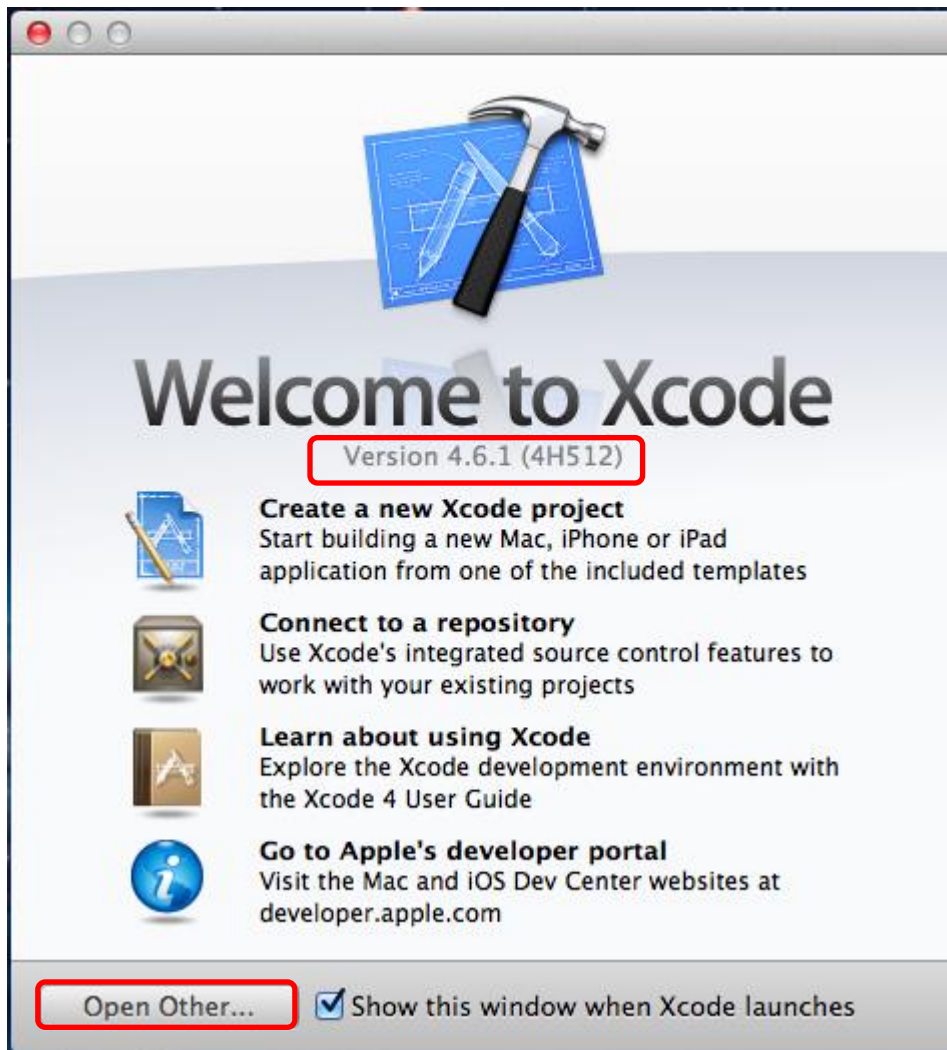 Welcome to Xcode
Version 4.6.1 (4H512)
Create a new Xcode project
Start building a new Mac, iPhone or iPad
application from one of the included templates
Connect to a repository
Use Xcode's integrated source control features to
work with your existing projects
Learn about using Xcode
Explore the Xcode development environment with
the Xcode 4 User Guide
Go to Apple's developer portal
Visit the Mac and iOS Dev Center websites at
developer.apple.com
Open Other...
Show this window when Xcode launches